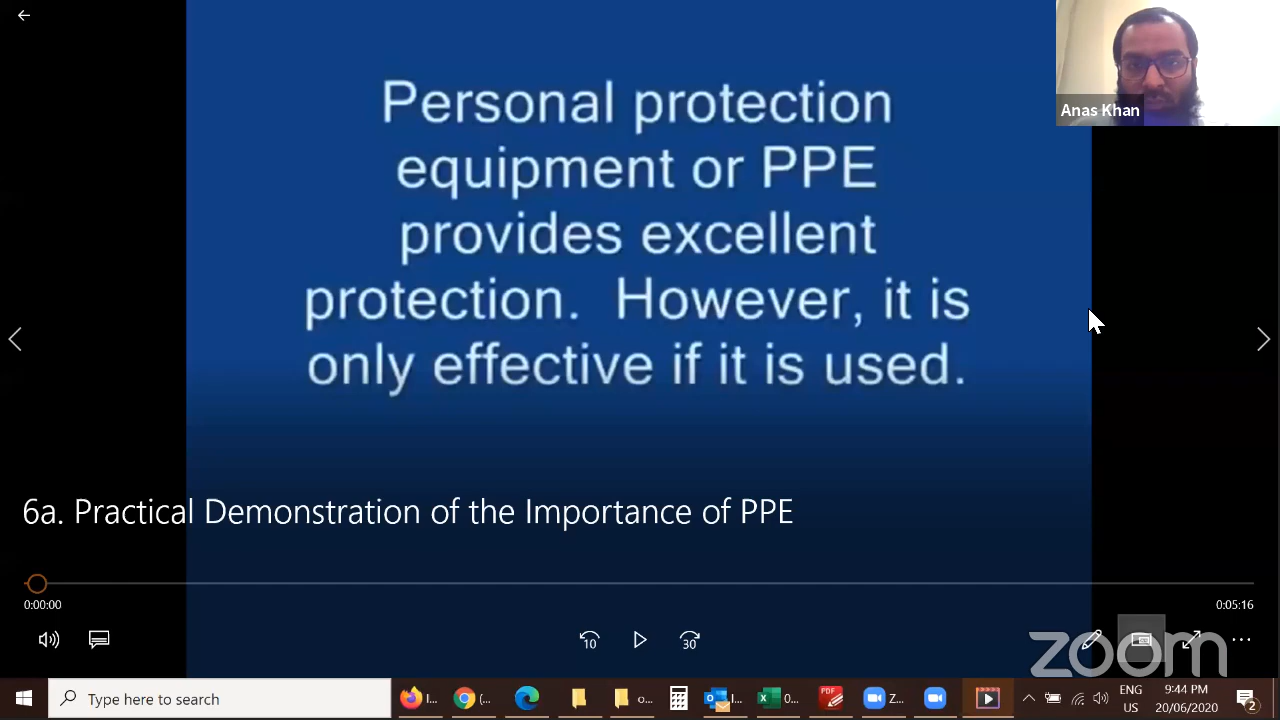 Personal protection
equipment or PPE
provides excellent
protection. However, it is
only effective if it is used.
Anas Khan
6a. Practical Demonstration of the Importance of PPE
0:00:00
0:05:16
10
30
zoom
Type here to search
I...
(...
o...
I...
0...
PDF
Z...
ENG
US
9:44 PM
20/06/2020
2